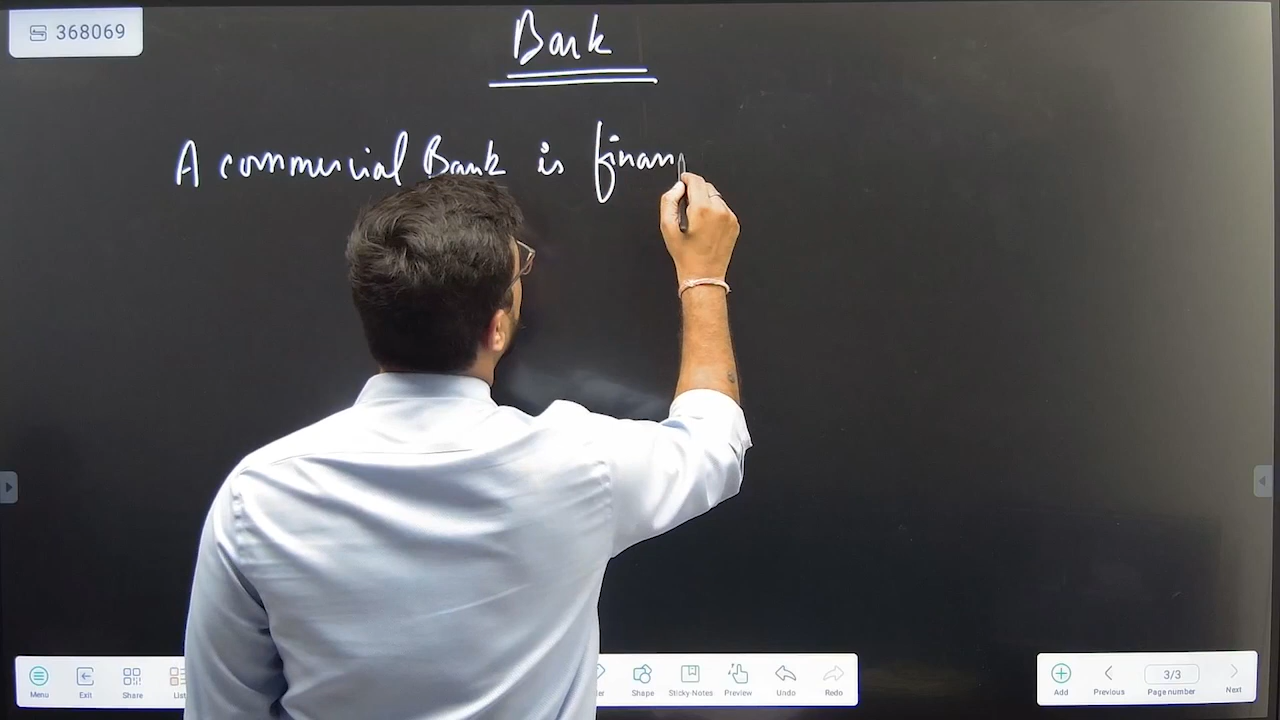 368069
Bank
A commercial Bank is finan
Menu
Exit
Share
Shape
Sticky-Notes
Preview
Undo
Redo
Add
Previous
3/3
Page number
Next